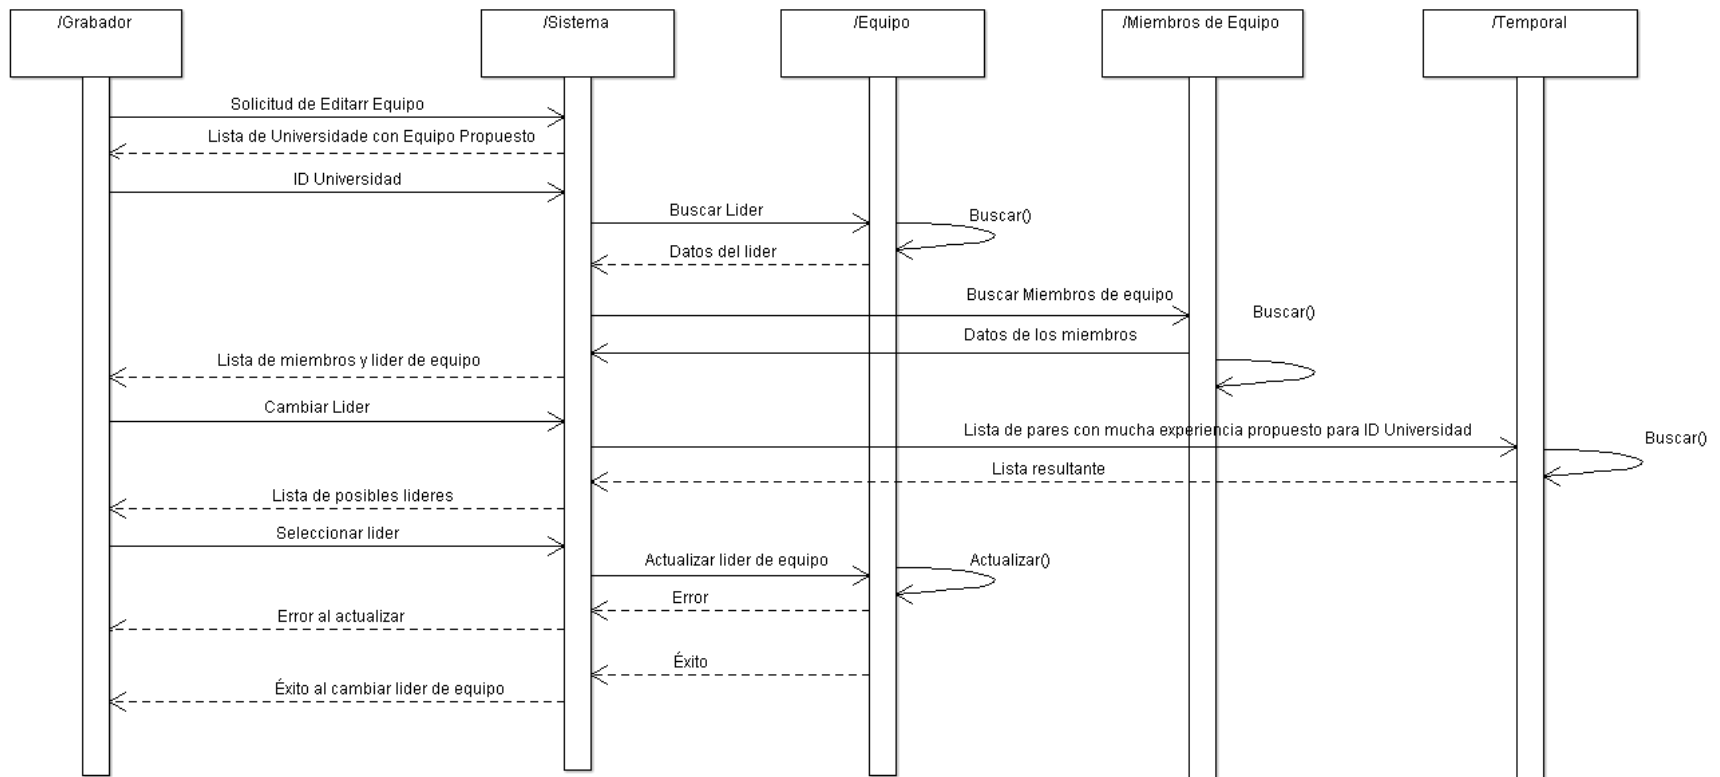 /Grabador
/Sistema
/Equipo
/Miembros de Equipo
/Temporal
Solicitud de Editarr Equipo
Lista de Universidade con Equipo Propuesto
ID Universidad
Buscar Lider
Buscar()
Datos del lider
Buscar Miembros de equipo
Buscar()
Datos de los miembros
Lista de miembros y lider de equipo
Cambiar Lider
Lista de pares con mucha experiencia propuesto para ID Universidad
Buscar()
Lista resultante
Lista de posibles lideres
Seleccionar lider
Actualizar lider de equipo
Actualizar()
Error
Error al actualizar
Éxito
Éxito al cambiar lider de equipo